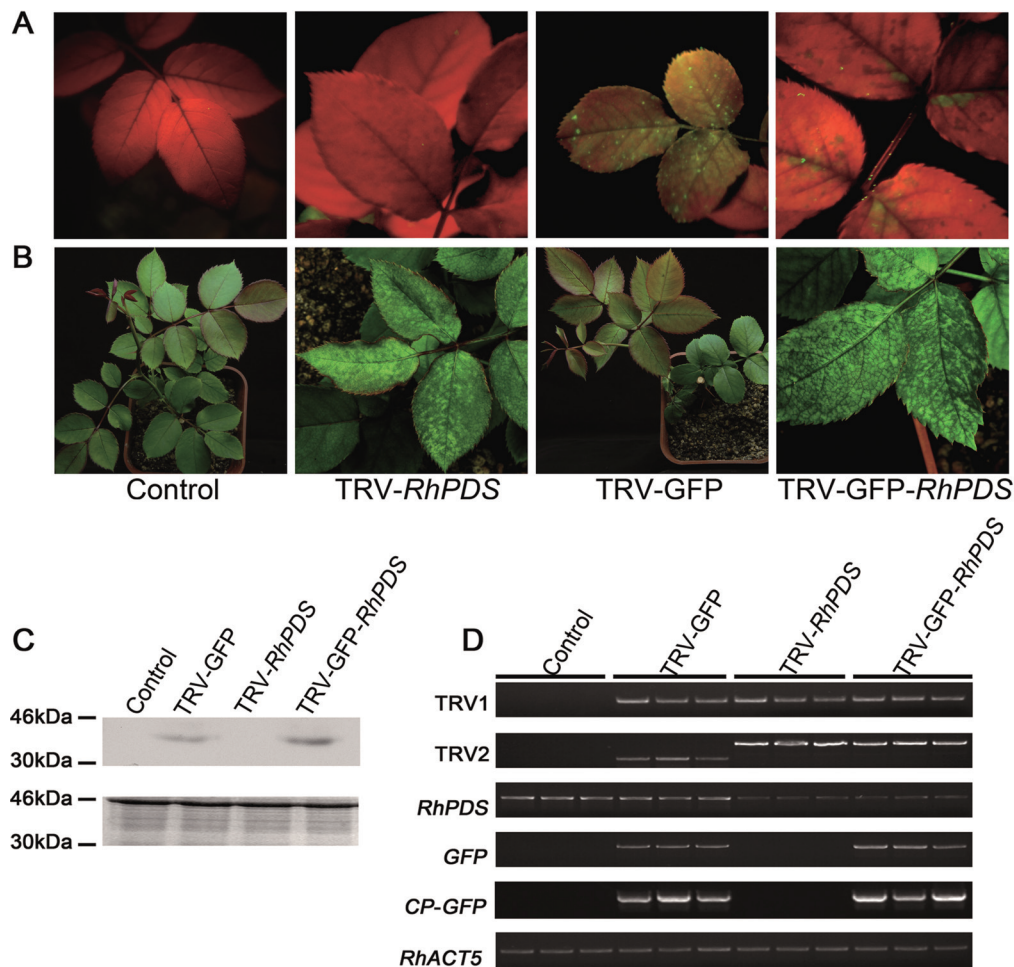 A
B
Control TRV-RhPDS TRV-GFP TRV-GFP-RhPDS
C
Control TRV-GFP TRV-RhPDS TRV-GFP-RhPDS
46kDa
30kDa
46kDa
30kDa
D
Control TRV-GFP TRV-RhPDS TRV-GFP-RhPDS
TRV1
TRV2
RhPDS
GFP
CP-GFP
RhACT5